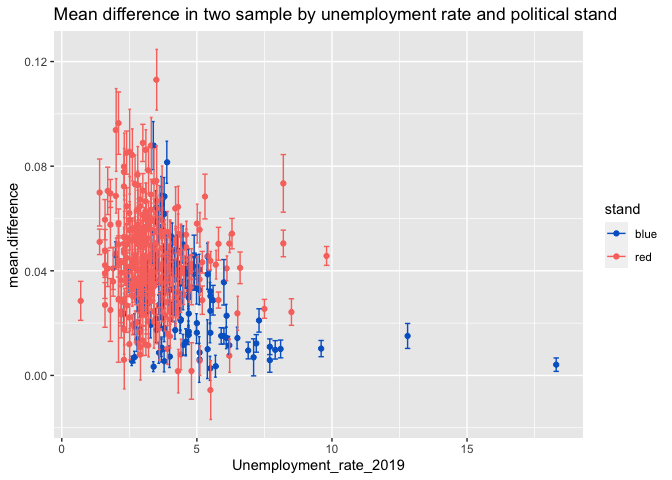 Mean difference in two sample by unemployment rate and political stand
0.12
0.08
0.04
0.00
mean.difference
0
5
10
15
Unemployment_rate_2019
stand
blue
red